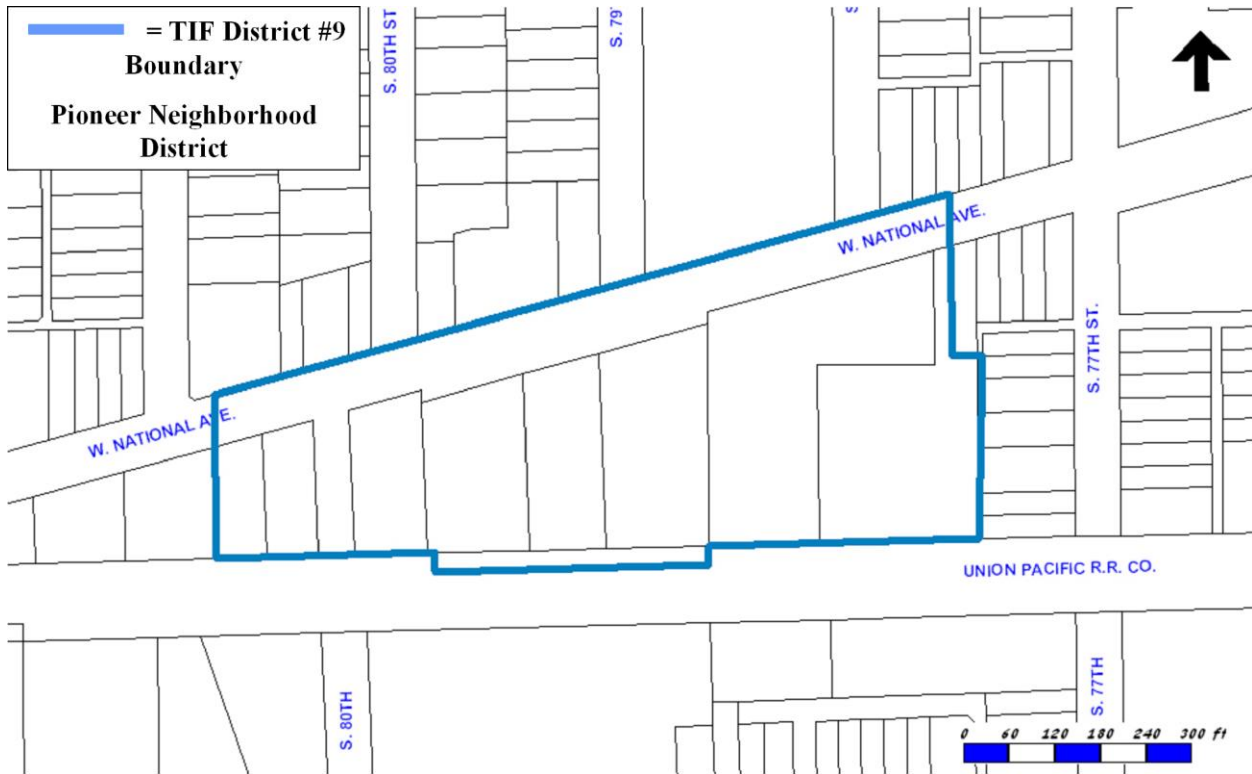 = TIF District #9
Boundary
Pioneer Neighborhood
District
S. 80TH ST
S. 79T
S
W. NATIONAL AVE.
W. NATIONAL AVE.
S. 77TH ST.
UNION PACIFIC R.R. CO.
S. 80TH
S. 77TH
0 60 120 180 240 300 ft